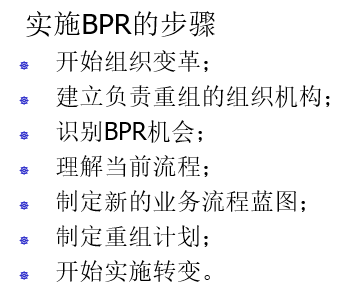 实施BPR的步骤
开始组织变革；
建立负责重组的组织机构；
识别BPR机会；
理解当前流程；
制定新的业务流程蓝图；
制定重组计划；
开始实施转变。